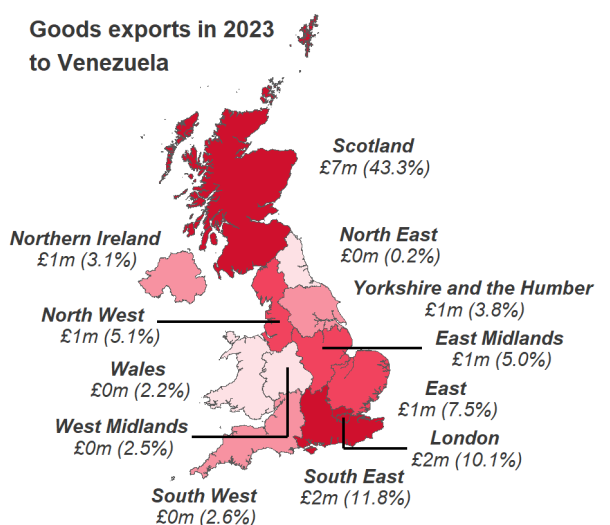 Goods exports in 2023
to Venezuela
Scotland
£7m (43.3%)
Northern Ireland
£1m (3.1%)
North East
£0m (0.2%)
Yorkshire and the Humber
£1m (3.8%)
North West
£1m (5.1%)
East Midlands
£1m (5.0%)
Wales
£0m (2.2%)
East
£1m (7.5%)
West Midlands
£0m (2.5%)
London
£2m (10.1%)
South East
£2m (11.8%)
South West
£0m (2.6%)